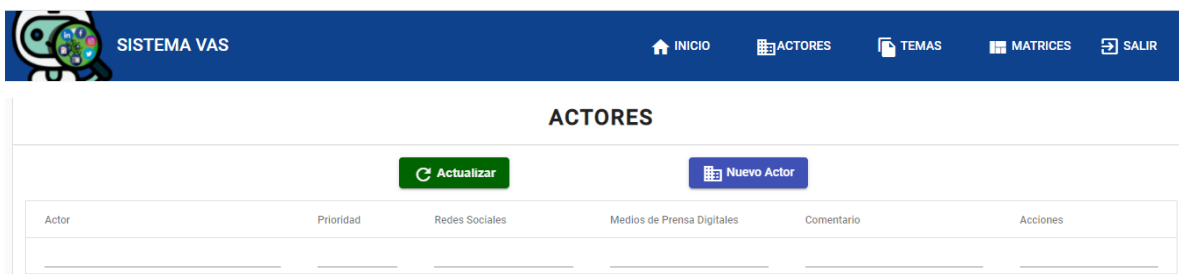 SISTEMA VAS
INICIO
ACTORES
TEMAS
MATRICES
SALIR
ACTORES
Actualizar
Nuevo Actor
Actor
Prioridad
Redes Sociales
Medios de Prensa Digitales
Comentario
Acciones